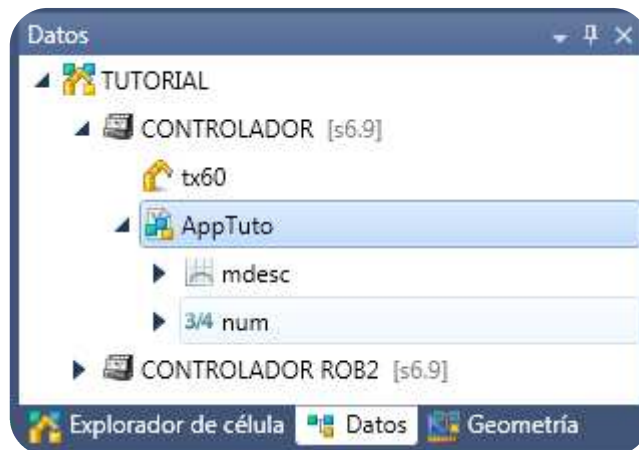 Datos
TUTORIAL
CONTROLADOR [s6.9]
tx60
AppTuto
mdesc
3/4 num
CONTROLADOR ROB2 [s6.9]
Explorador de célula Datos Geometría